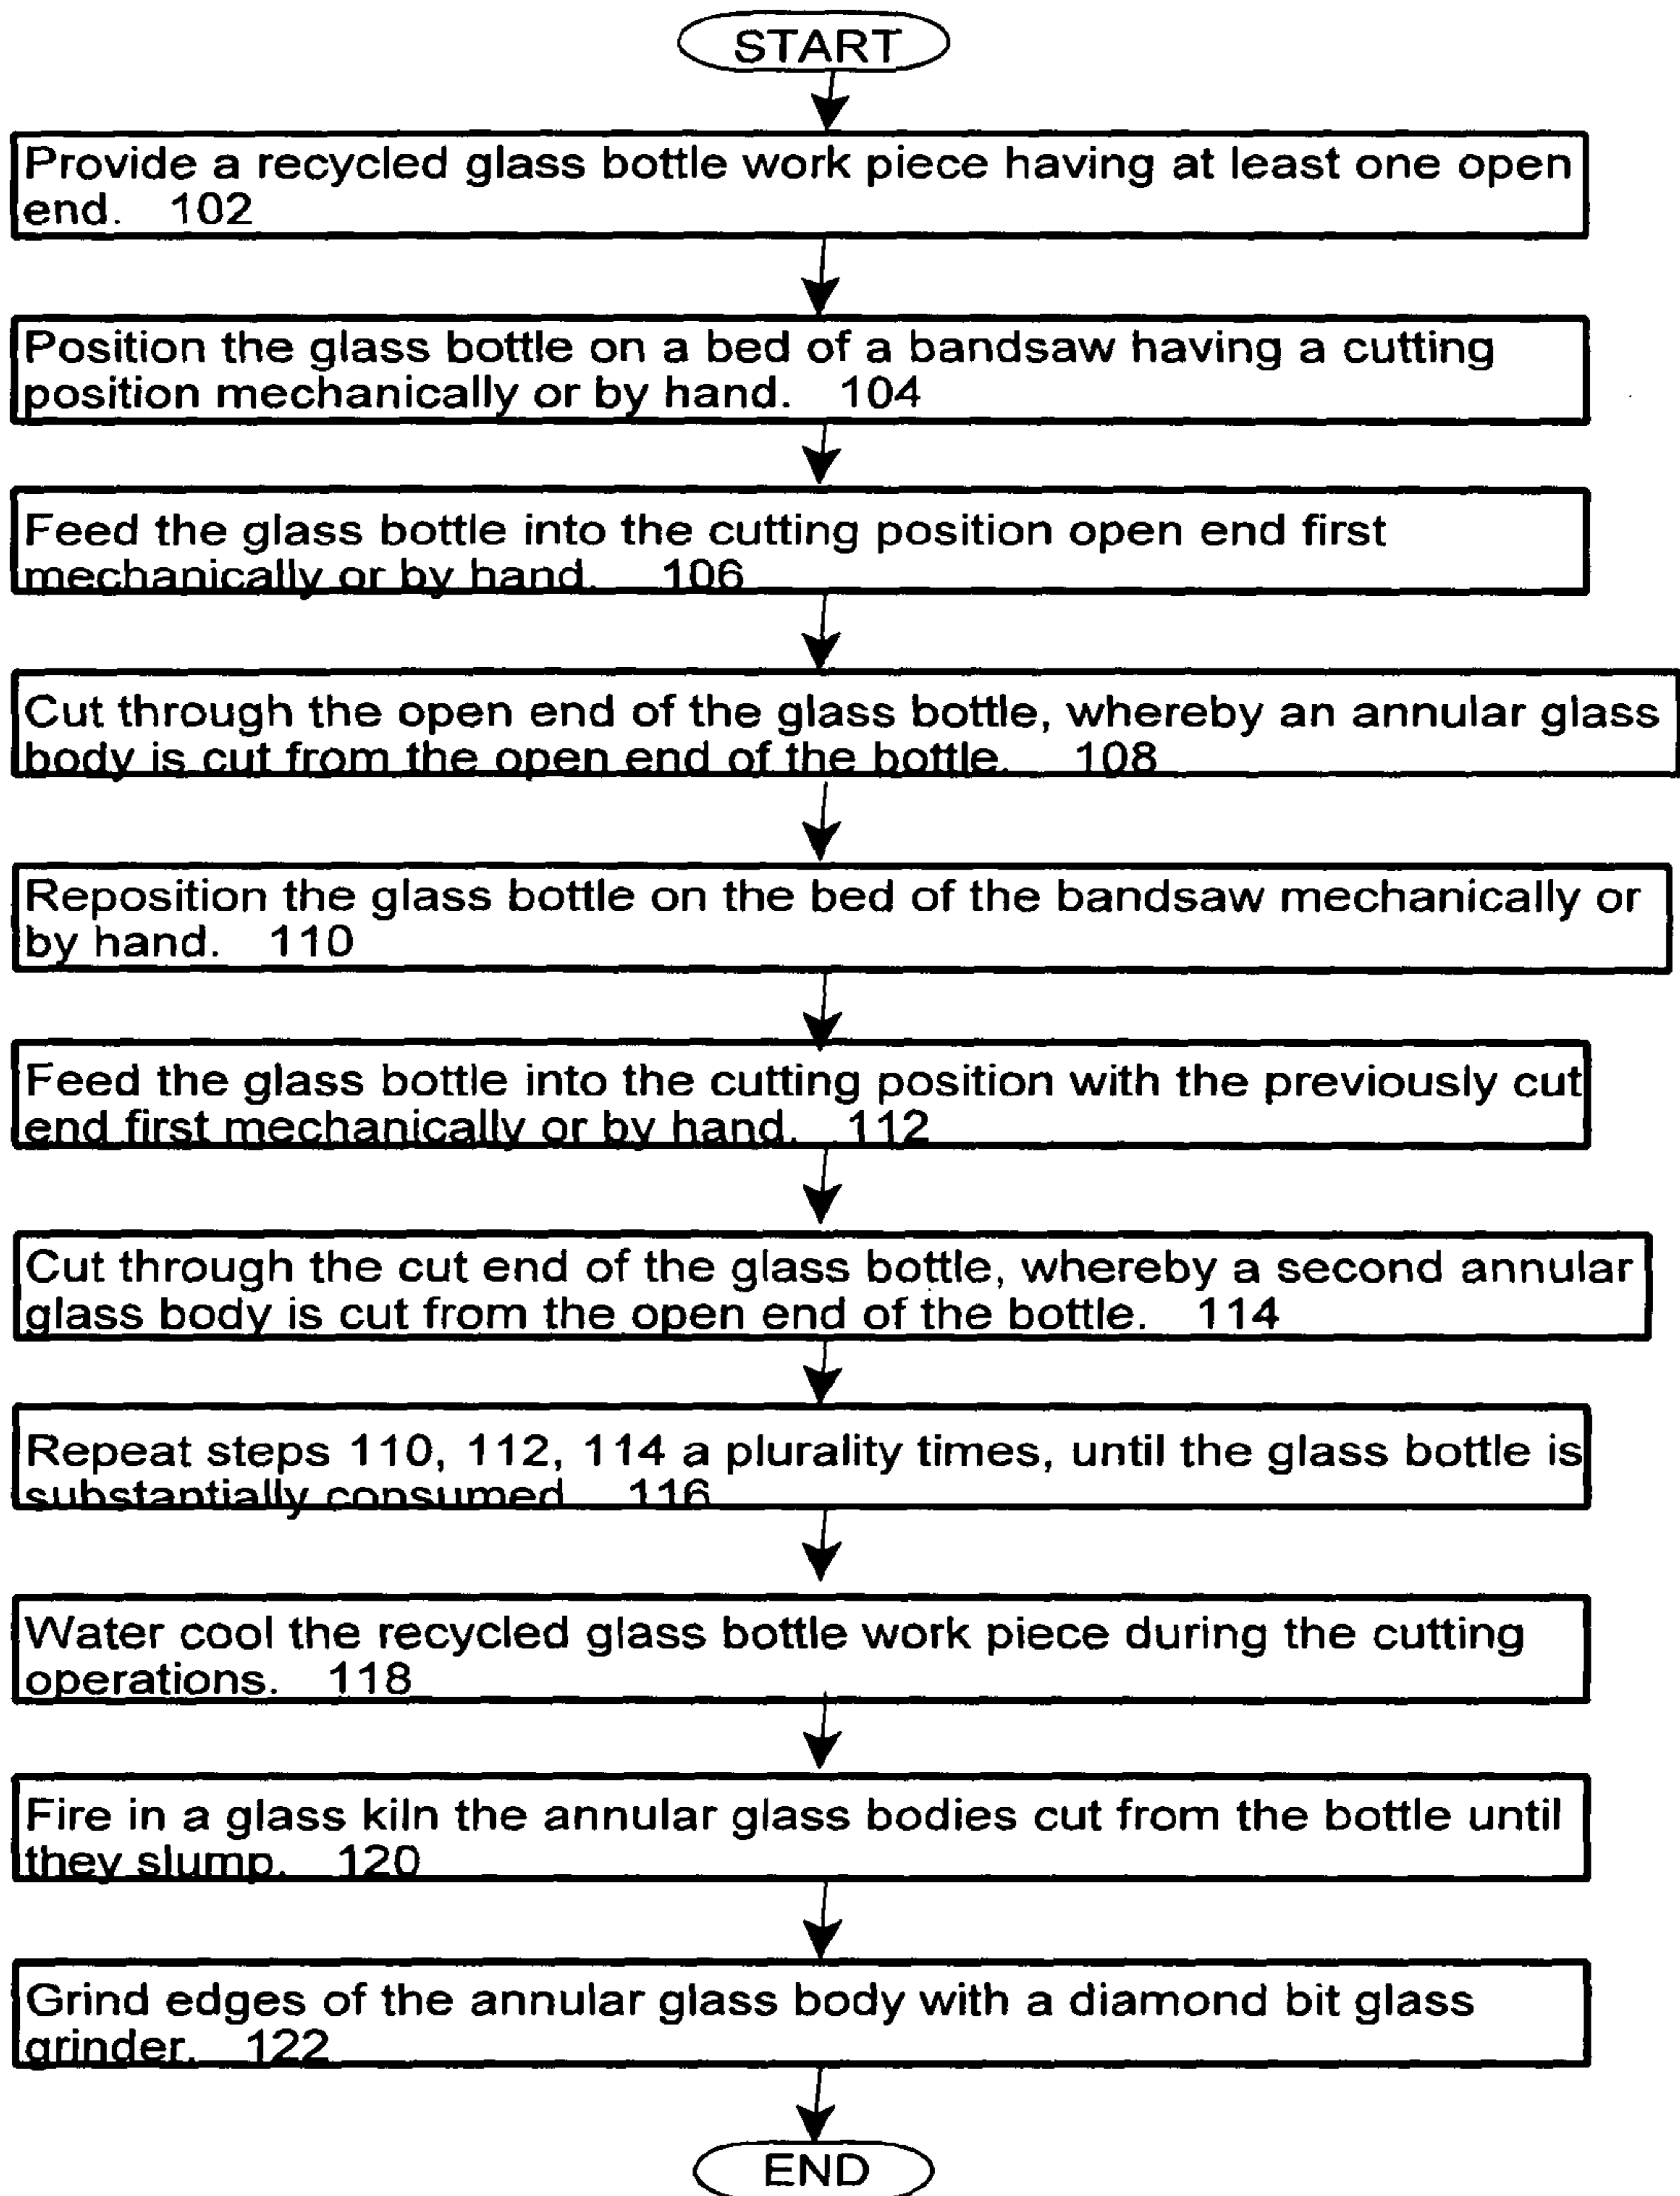 START
Provide a recycled glass bottle work piece having at least one open
end. 102
Position the glass bottle on a bed of a bandsaw having a cutting
position mechanically or by hand. 104
Feed the glass bottle into the cutting position open end first
mechanically or by hand. 106
Cut through the open end of the glass bottle, whereby an annular glass
body is cut from the open end of the bottle. 108
Reposition the glass bottle on the bed of the bandsaw mechanically or
by hand. 110
Feed the glass bottle into the cutting position with the previously cut
end first mechanically or by hand. 112
Cut through the cut end of the glass bottle, whereby a second annular
glass body is cut from the open end of the bottle. 114
Repeat steps 110, 112, 114 a plurality times, until the glass bottle is
substantially consumed 116
Water cool the recycled glass bottle work piece during the cutting
operations. 118
Fire in a glass kiln the annular glass bodies cut from the bottle until
they slump. 120
Grind edges of the annular glass body with a diamond bit glass
grinder. 122
END